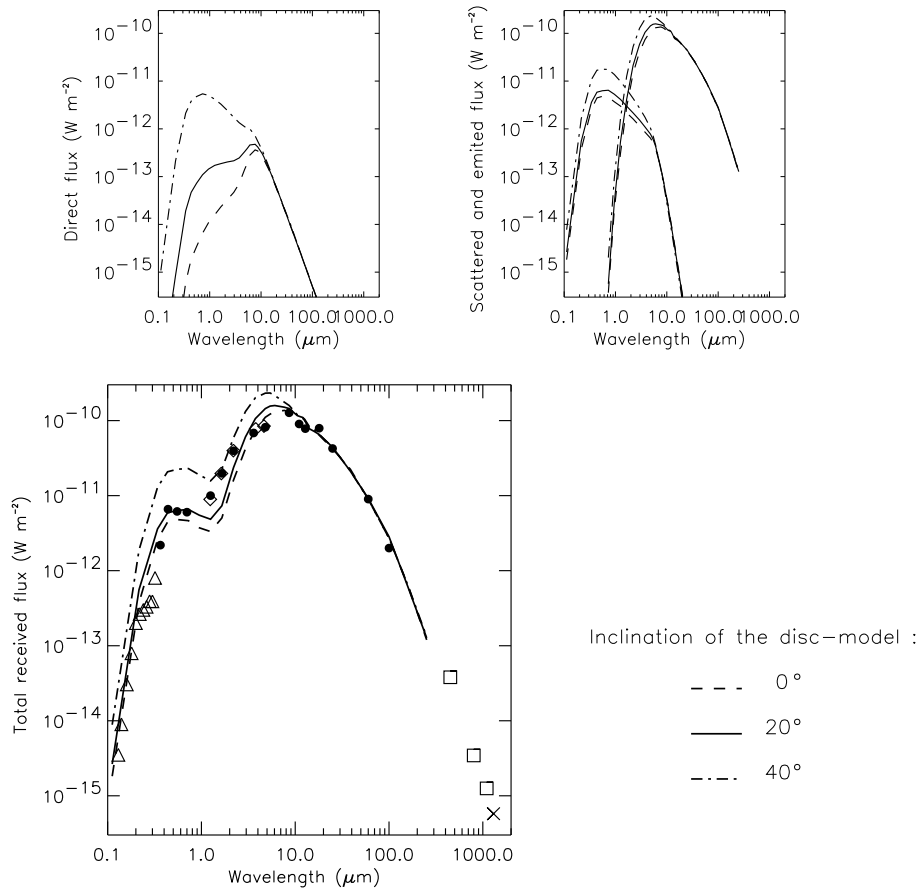 Direct flux (W m⁻²)
10⁻¹⁰
10⁻¹¹
10⁻¹²
10⁻¹³
10⁻¹⁴
10⁻¹⁵
0.1 1.0 10.0 100.0 1000.0
Wavelength (μm)
Scattered and emited flux (W m⁻²)
10⁻¹⁰
10⁻¹¹
10⁻¹²
10⁻¹³
10⁻¹⁴
10⁻¹⁵
0.1 1.0 10.0 100.0 1000.0
Wavelength (μm)
Total received flux (W m⁻²)
10⁻¹⁰
10⁻¹¹
10⁻¹²
10⁻¹³
10⁻¹⁴
10⁻¹⁵
0.1 1.0 10.0 100.0 1000.0
Wavelength (μm)
Inclination of the disc-model :
0°
20°
40°